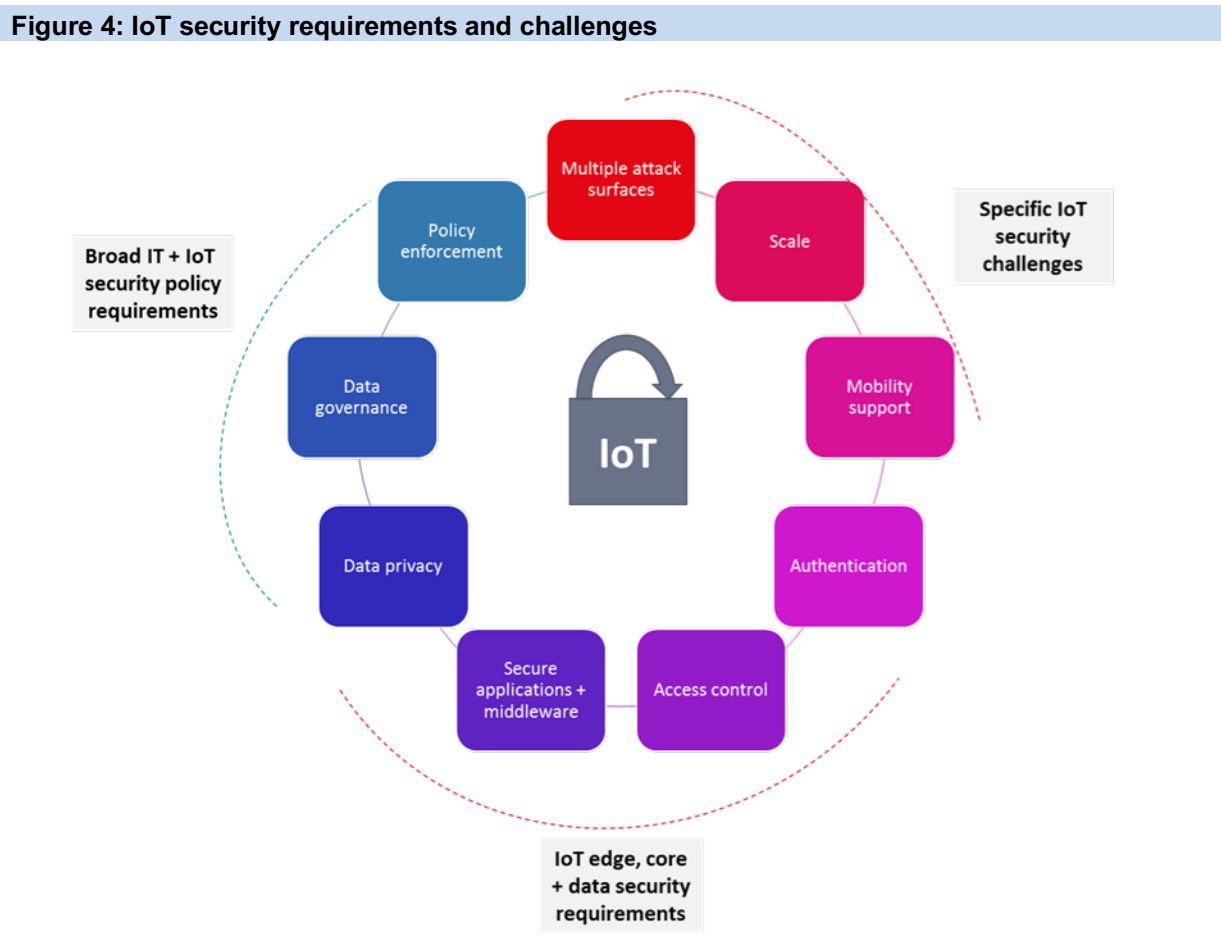 Figure 4: IoT security requirements and challenges
Multiple attack
surfaces
Scale
Specific IoT
security
challenges
Policy
enforcement
Broad IT + IoT
security policy
requirements
Data
governance
Mobility
support
IoT
Data privacy
Authentication
Secure
applications +
middleware
Access control
IoT edge, core
+ data security
requirements